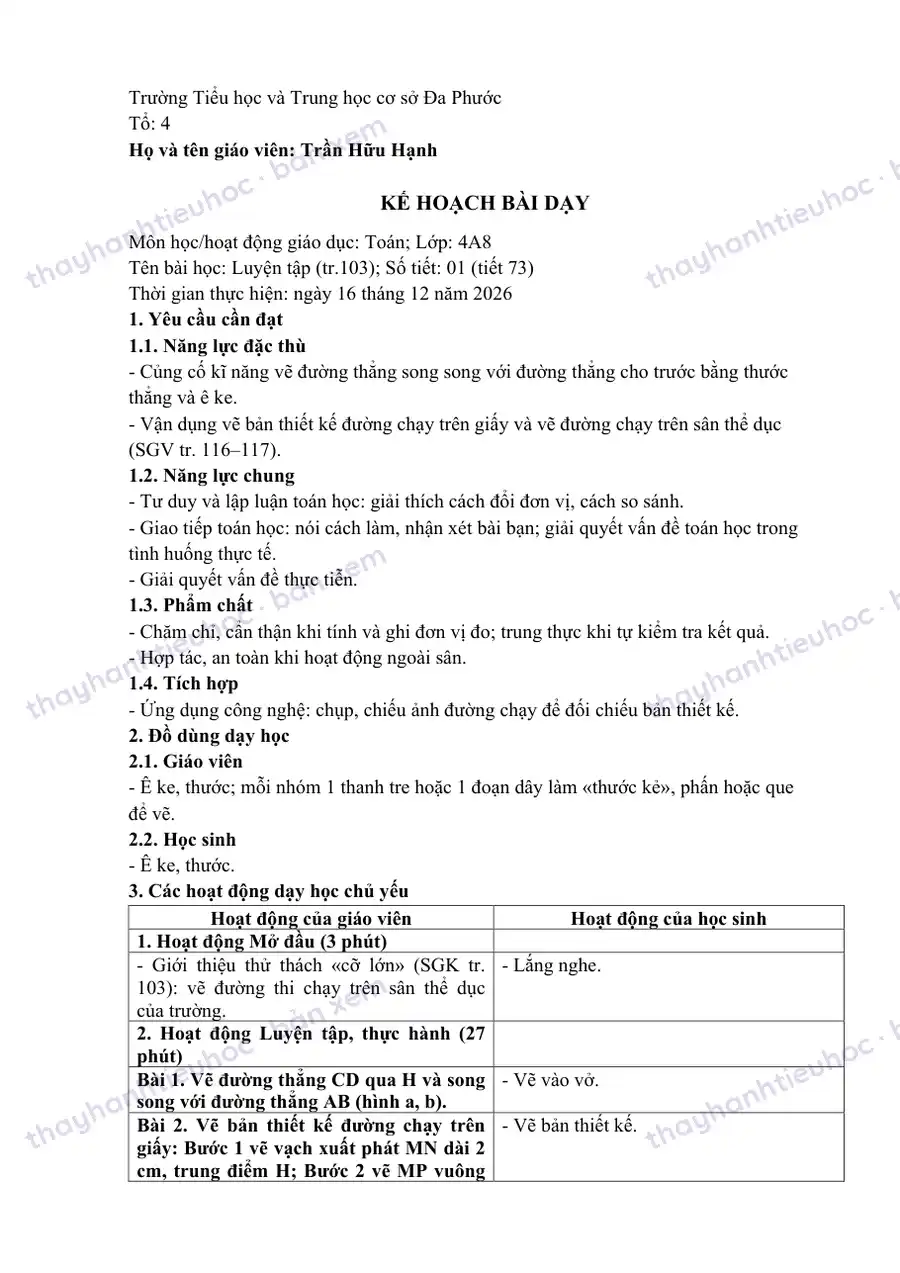 Trường Tiểu học và Trung học cơ sở Đa Phước
Tổ: 4
Họ và tên giáo viên: Trần Hữu Hạnh
KẾ HOẠCH BÀI DẠY
Môn học/hoạt động giáo dục: Toán; Lớp: 4A8
Tên bài học: Luyện tập (tr.103); Số tiết: 01 (tiết 73)
Thời gian thực hiện: ngày 16 tháng 12 năm 2026
1. Yêu cầu cần đạt
1.1. Năng lực đặc thù
- Củng cố kĩ năng vẽ đường thẳng song song với đường thẳng cho trước bằng thước
thẳng và ê ke.
- Vận dụng vẽ bản thiết kế đường chạy trên giấy và vẽ đường chạy trên sân thể dục
(SGV tr. 116–117).
1.2. Năng lực chung
- Tư duy và lập luận toán học: giải thích cách đổi đơn vị, cách so sánh.
- Giao tiếp toán học: nói cách làm, nhận xét bài bạn; giải quyết vấn đề toán học trong
tình huống thực tế.
- Giải quyết vấn đề thực tiễn.
1.3. Phẩm chất
- Chăm chỉ, cẩn thận khi tính và ghi đơn vị đo; trung thực khi tự kiểm tra kết quả.
- Hợp tác, an toàn khi hoạt động ngoài sân.
1.4. Tích hợp
- Ứng dụng công nghệ: chụp, chiếu ảnh đường chạy để đối chiếu bản thiết kế.
2. Đồ dùng dạy học
2.1. Giáo viên
- Ê ke, thước; mỗi nhóm 1 thanh tre hoặc 1 đoạn dây làm «thước kẻ», phấn hoặc que
để vẽ.
2.2. Học sinh
- Ê ke, thước.
3. Các hoạt động dạy học chủ yếu
Hoạt động của giáo viên
Hoạt động của học sinh
1. Hoạt động Mở đầu (3 phút)
- Giới thiệu thử thách «cỡ lớn» (SGK tr.
103): vẽ đường thi chạy trên sân thể dục
của trường.
- Lắng nghe.
2. Hoạt động Luyện tập, thực hành (27
phút)
Bài 1. Vẽ đường thẳng CD qua H và song
song với đường thẳng AB (hình a, b).
- Vẽ vào vở.
Bài 2. Vẽ bản thiết kế đường chạy trên
giấy: Bước 1 vẽ vạch xuất phát MN dài 2
cm, trung điểm H; Bước 2 vẽ MP vuông
- Vẽ bản thiết kế.
thayhanhtieuhoc · bản xem
thayhanhtieuhoc · b
thayhanhtieuhoc · bản xem
thayhanhtieuhoc · b
thayhanhtieuhoc · bản xem
thayhanhtieuhoc · b